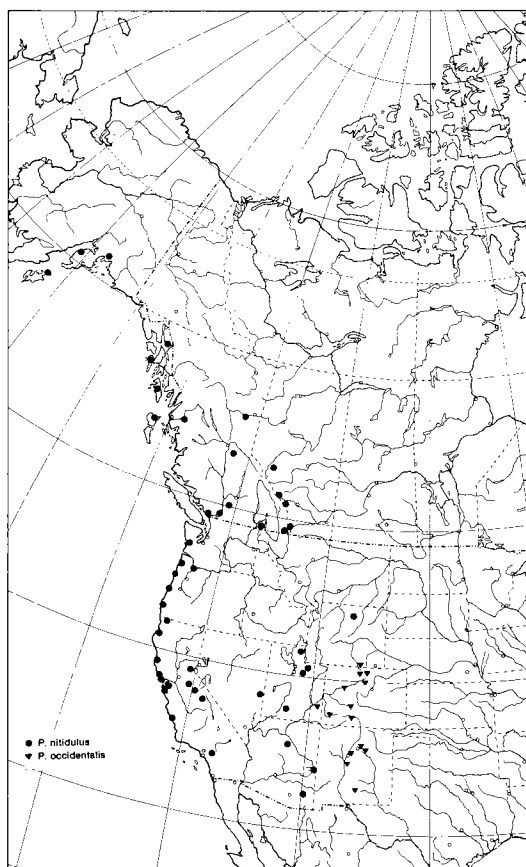 ● P. nitidulus
▼ P. occidentalis